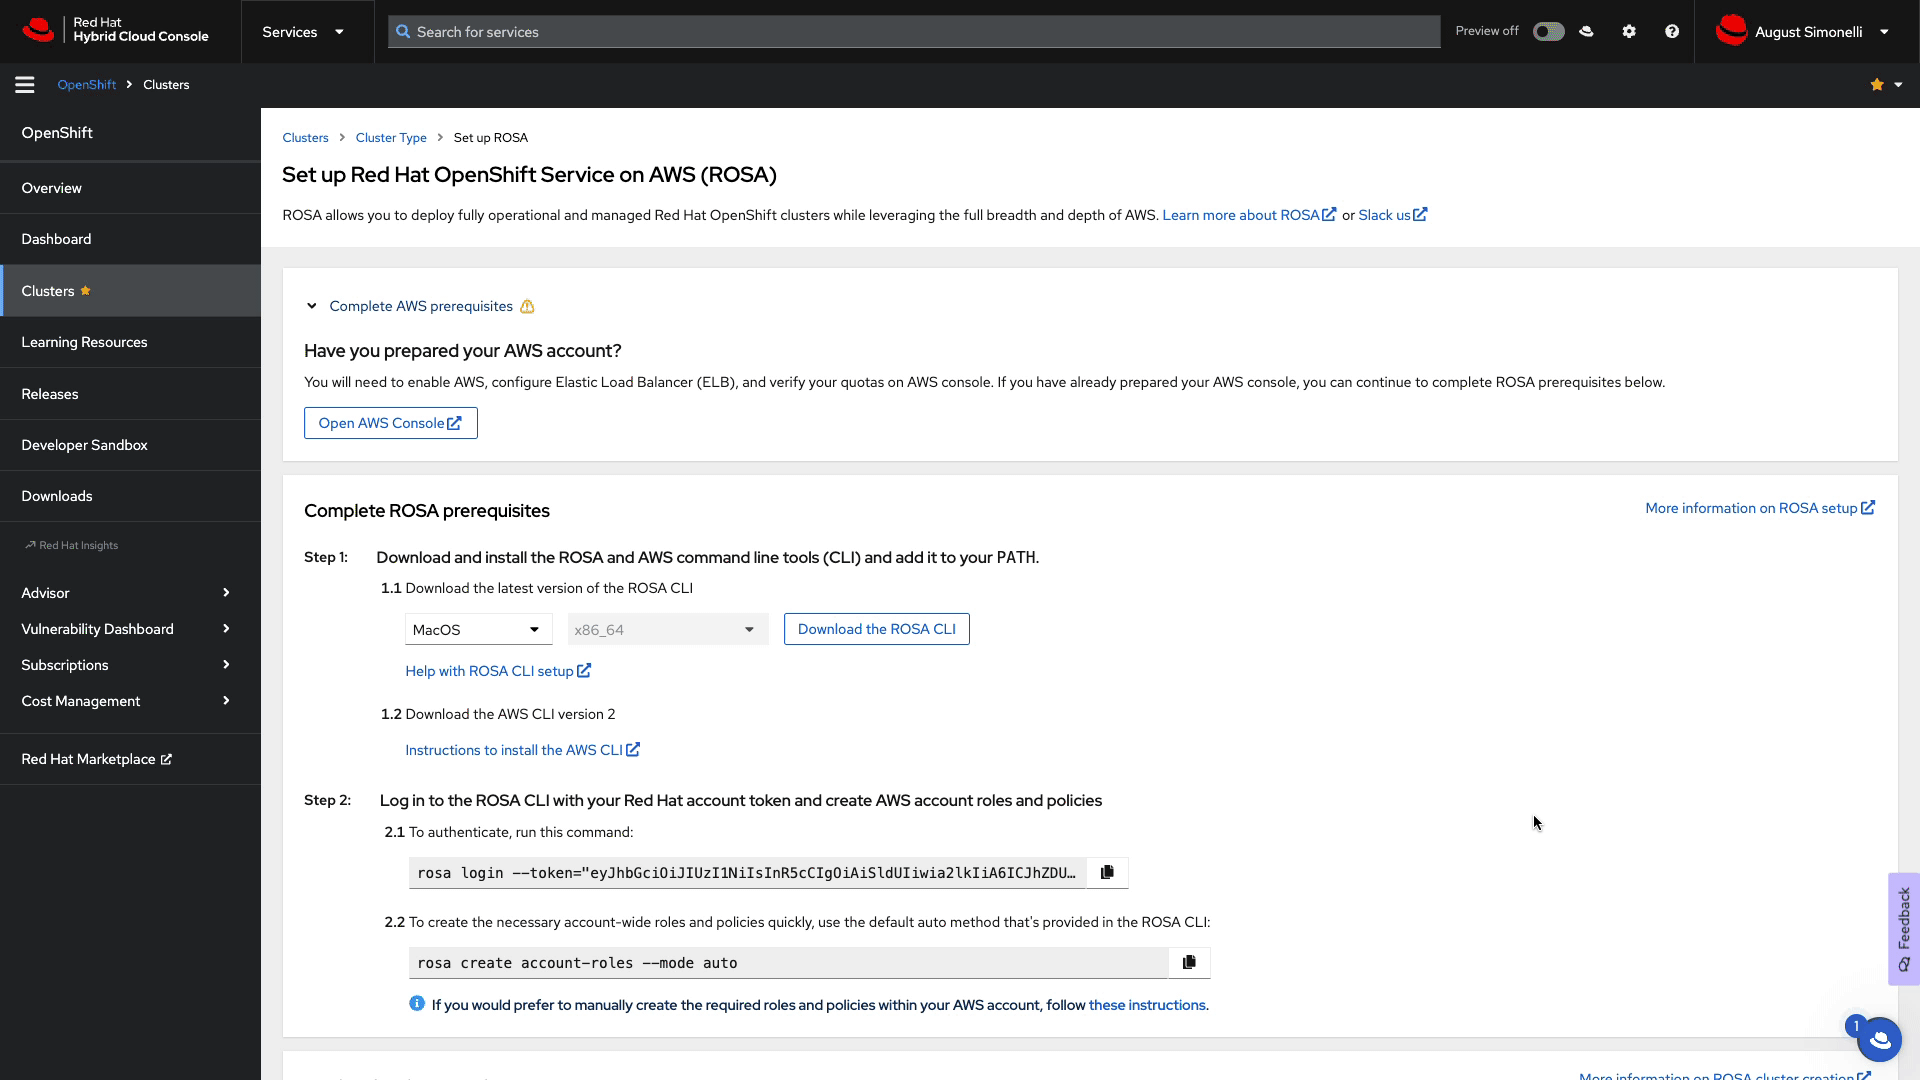 Red Hat
Hybrid Cloud Console
Services
Search for services
Preview off
August Simonelli
OpenShift
Clusters
OpenShift
Overview
Dashboard
Clusters
Learning Resources
Releases
Developer Sandbox
Downloads
Red Hat Insights
Advisor
Vulnerability Dashboard
Subscriptions
Cost Management
Red Hat Marketplace
Clusters > Cluster Type > Set up ROSA
Set up Red Hat OpenShift Service on AWS (ROSA)
ROSA allows you to deploy fully operational and managed Red Hat OpenShift clusters while leveraging the full breadth and depth of AWS. Learn more about ROSA or Slack us
Complete AWS prerequisites
Have you prepared your AWS account?
You will need to enable AWS, configure Elastic Load Balancer (ELB), and verify your quotas on AWS console. If you have already prepared your AWS console, you can continue to complete ROSA prerequisites below.
Open AWS Console
Complete ROSA prerequisites
More information on ROSA setup
Step 1: Download and install the ROSA and AWS command line tools (CLI) and add it to your PATH.
1.1 Download the latest version of the ROSA CLI
MacOS
x86_64
Download the ROSA CLI
Help with ROSA CLI setup
1.2 Download the AWS CLI version 2
Instructions to install the AWS CLI
Step 2: Log in to the ROSA CLI with your Red Hat account token and create AWS account roles and policies
2.1 To authenticate, run this command:
rosa login --token="eyJhbGciOiJIUzI1NiIsInR5cCIgOiAiSldUIiwia2lkIiA6ICJhZDU…
2.2 To create the necessary account-wide roles and policies quickly, use the default auto method that's provided in the ROSA CLI:
rosa create account-roles --mode auto
If you would prefer to manually create the required roles and policies within your AWS account, follow these instructions.
Feedback
1
More information on ROSA cluster creation